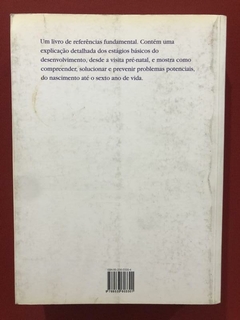 Um livro de referências fundamental. Contém uma
explicação detalhada dos estágios básicos do
desenvolvimento, desde a visita pré-natal, e mostra como
compreender, solucionar e prevenir problemas potenciais,
do nascimento até o sexto ano de vida.